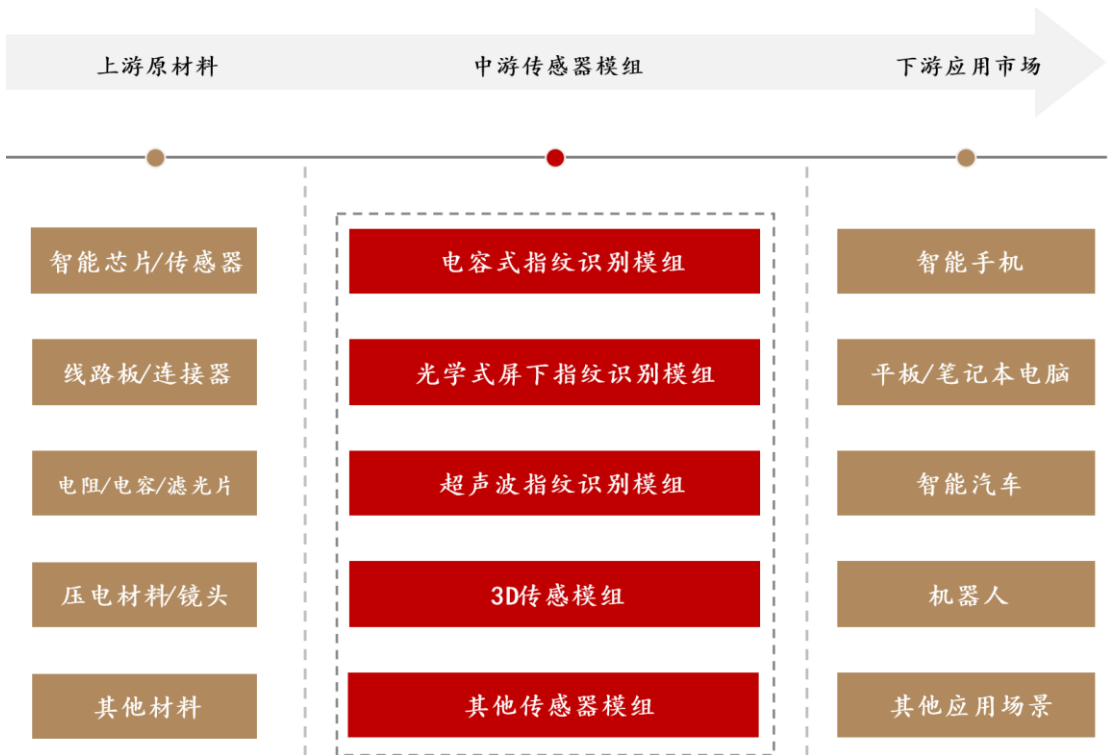 上游原材料
中游传感器模组
下游应用市场
智能芯片/传感器
电容式指纹识别模组
智能手机
线路板/连接器
光学式屏下指纹识别模组
平板/笔记本电脑
电阻/电容/滤光片
超声波指纹识别模组
智能汽车
压电材料/镜头
3D传感模组
机器人
其他材料
其他传感器模组
其他应用场景